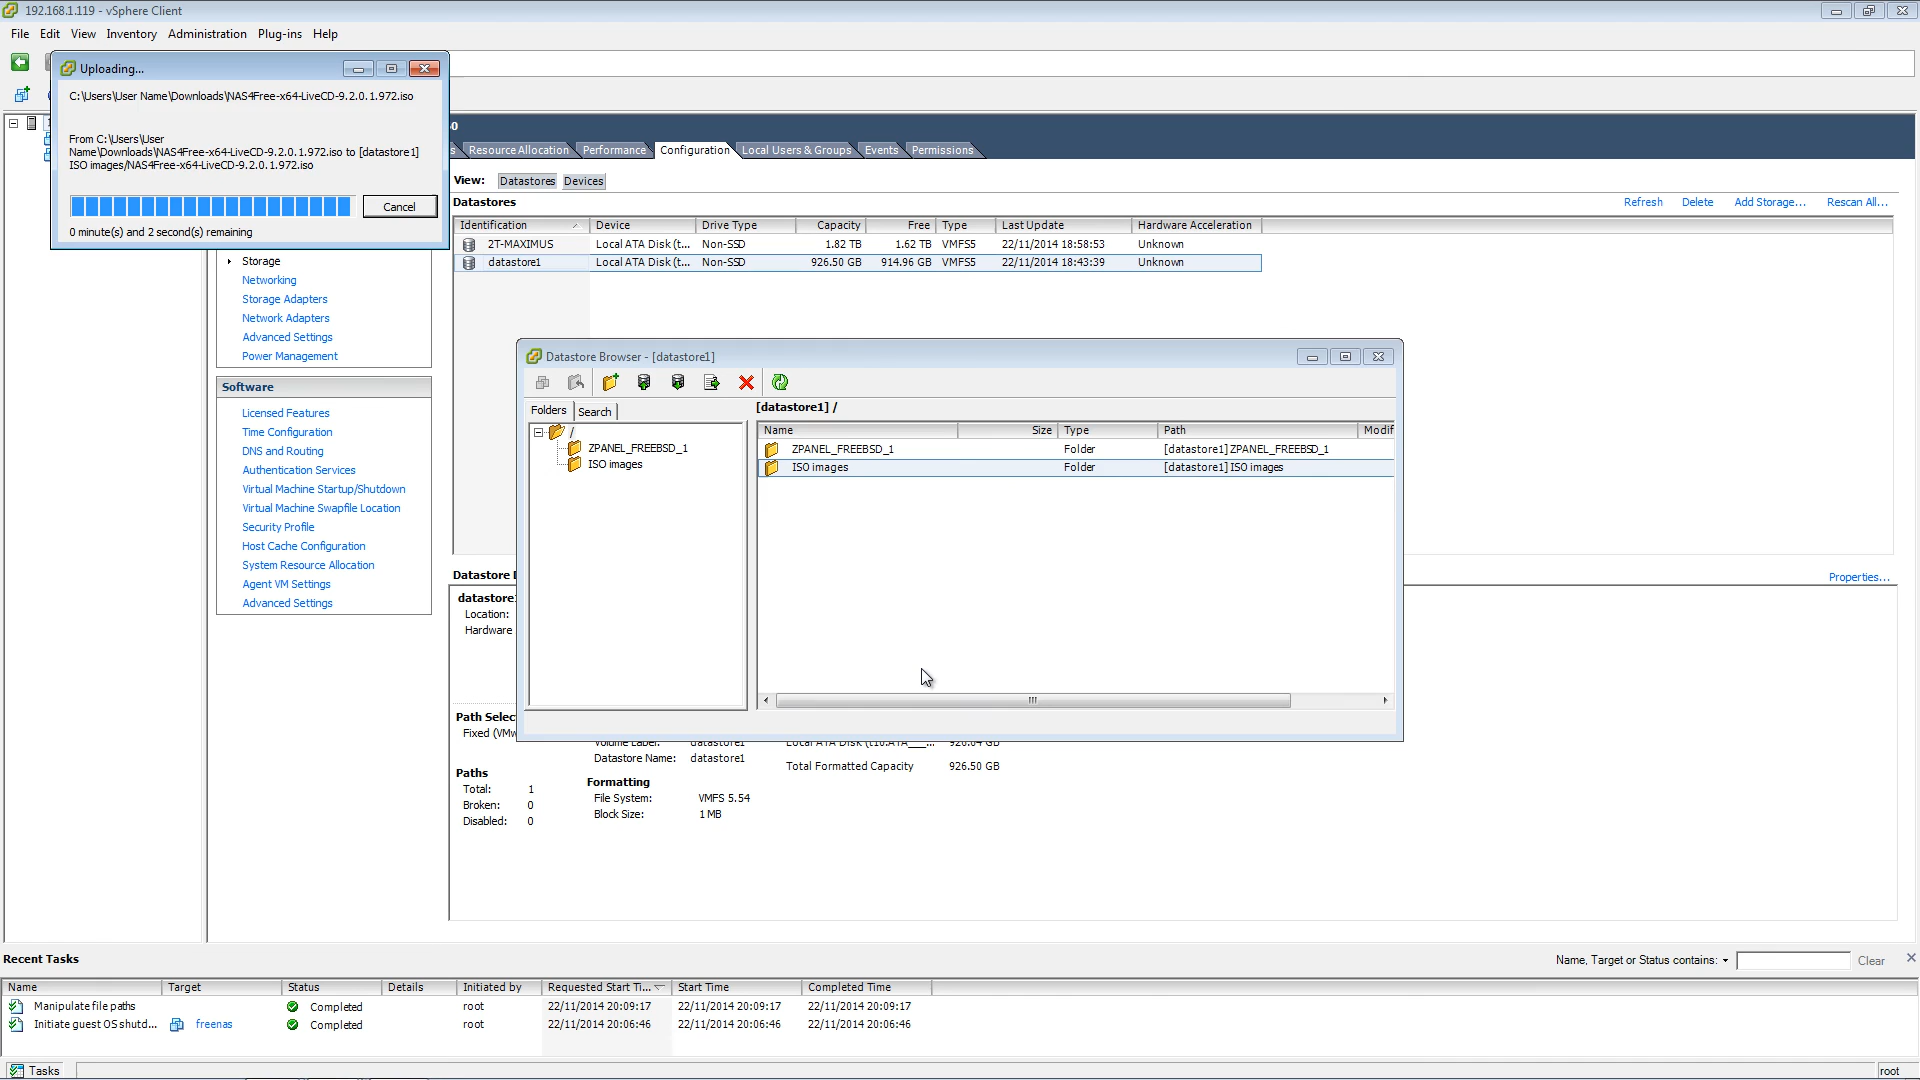 192.168.1.119 - vSphere Client
File Edit View Inventory Administration Plug-ins Help
Uploading...
C:\Users\User Name\Downloads\NAS4Free-x64-LiveCD-9.2.0.1.972.iso
From C:\Users\User
Name\Downloads\NAS4Free-x64-LiveCD-9.2.0.1.972.iso to [datastore1]
ISO images/NAS4Free-x64-LiveCD-9.2.0.1.972.iso
Cancel
0 minute(s) and 2 second(s) remaining
Resource Allocation Performance Configuration Local Users & Groups Events Permissions
View: Datastores Devices
Datastores Refresh Delete Add Storage... Rescan All...
Identification Device Drive Type Capacity Free Type Last Update Hardware Acceleration
2T-MAXIMUS Local ATA Disk (t... Non-SSD 1.82 TB 1.62 TB VMFS5 22/11/2014 18:58:53 Unknown
datastore1 Local ATA Disk (t... Non-SSD 926.50 GB 914.96 GB VMFS5 22/11/2014 18:43:39 Unknown
Storage
Networking
Storage Adapters
Network Adapters
Advanced Settings
Power Management
Software
Licensed Features
Time Configuration
DNS and Routing
Authentication Services
Virtual Machine Startup/Shutdown
Virtual Machine Swapfile Location
Security Profile
Host Cache Configuration
System Resource Allocation
Agent VM Settings
Advanced Settings
Datastore Browser - [datastore1]
Folders Search
[datastore1] /
/
ZPANEL_FREEBSD_1
ISO images
Name Size Type Path Modif
ZPANEL_FREEBSD_1 Folder [datastore1] ZPANEL_FREEBSD_1
ISO images Folder [datastore1] ISO images
Datastore Properties...
datastore
Location:
Hardware
Path Selec
Fixed (VMw
Volume Label: datastore1 Local ATA Disk (t10.ATA___... 926.64 GB
Datastore Name: datastore1 Total Formatted Capacity 926.50 GB
Paths
Total: 1
Broken: 0
Disabled: 0
Formatting
File System: VMFS 5.54
Block Size: 1 MB
Recent Tasks Name, Target or Status contains: Clear
Name Target Status Details Initiated by Requested Start Ti... Start Time Completed Time
Manipulate file paths Completed root 22/11/2014 20:09:17 22/11/2014 20:09:17 22/11/2014 20:09:17
Initiate guest OS shutd... freenas Completed root 22/11/2014 20:06:46 22/11/2014 20:06:46 22/11/2014 20:06:46
Tasks root